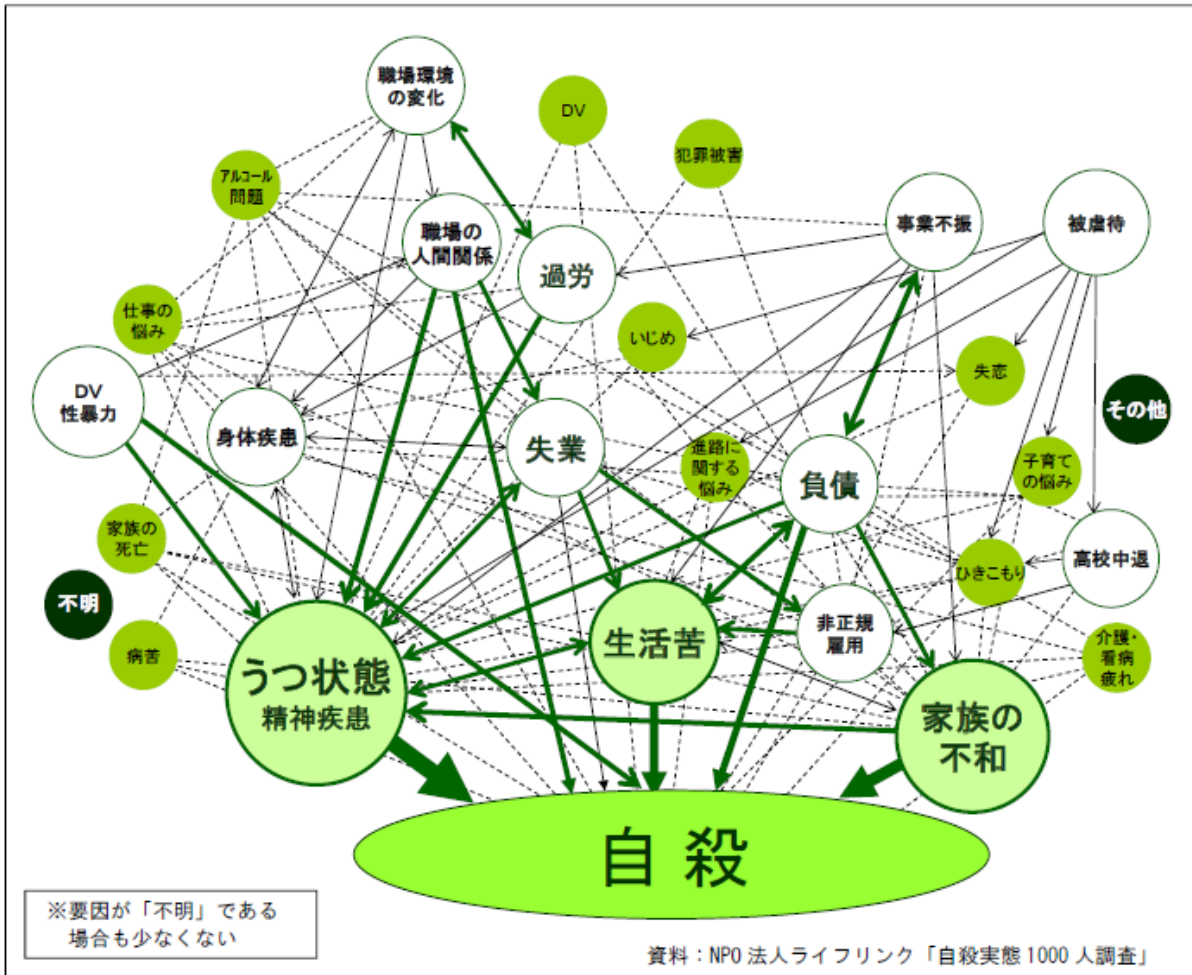 職場環境
の変化
DV
犯罪被害
アルコール
問題
職場の
人間関係
過労
事業不振
被虐待
仕事の
悩み
いじめ
失恋
DV
性暴力
その他
身体疾患
失業
進路に
関する
悩み
負債
子育て
の悩み
家族の
死亡
ひきこもり
高校中退
不明
病苦
うつ状態
精神疾患
生活苦
非正規
雇用
介護・
看病
疲れ
家族の
不和
自殺
※要因が「不明」である
場合も少なくない
資料:NPO法人ライフリンク「自殺実態1000人調査」